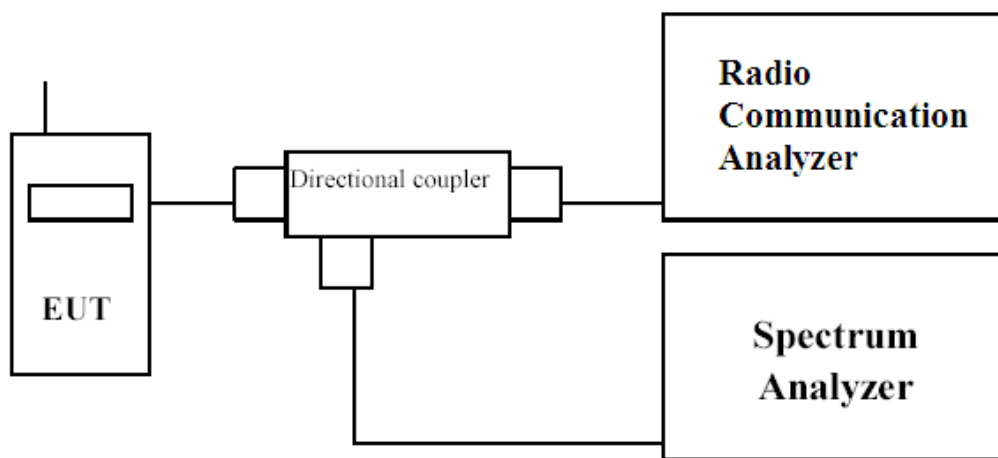 Radio
Communication
Analyzer
Directional coupler
EUT
Spectrum
Analyzer